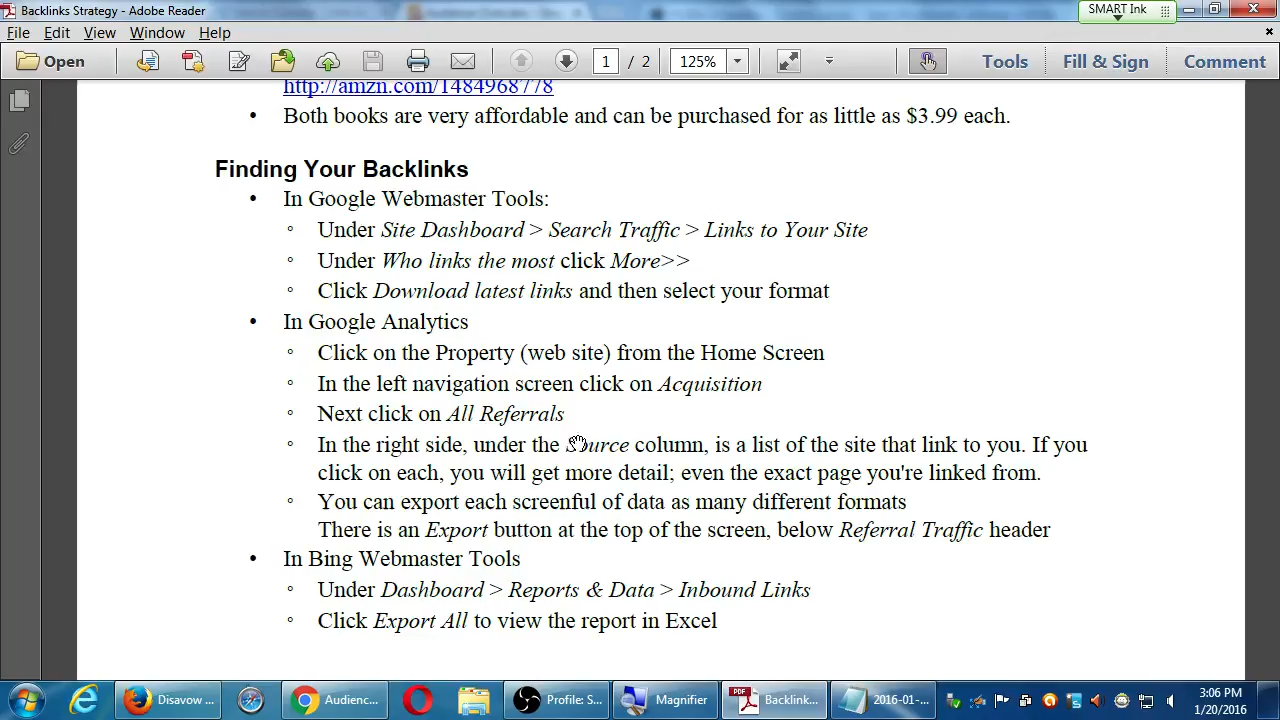 Backlinks Strategy - Adobe Reader
SMART Ink
File Edit View Window Help
Open
1 / 2
125%
Tools Fill & Sign Comment
http://amzn.com/1484968778
• Both books are very affordable and can be purchased for as little as $3.99 each.
Finding Your Backlinks
• In Google Webmaster Tools:
◦ Under Site Dashboard > Search Traffic > Links to Your Site
◦ Under Who links the most click More>>
◦ Click Download latest links and then select your format
• In Google Analytics
◦ Click on the Property (web site) from the Home Screen
◦ In the left navigation screen click on Acquisition
◦ Next click on All Referrals
◦ In the right side, under the Source column, is a list of the site that link to you. If you
click on each, you will get more detail; even the exact page you're linked from.
◦ You can export each screenful of data as many different formats
There is an Export button at the top of the screen, below Referral Traffic header
• In Bing Webmaster Tools
◦ Under Dashboard > Reports & Data > Inbound Links
◦ Click Export All to view the report in Excel
Disavow ...
Audienc...
Profile: S...
Magnifier
PDF
Backlink...
2016-01-...
3:06 PM
1/20/2016